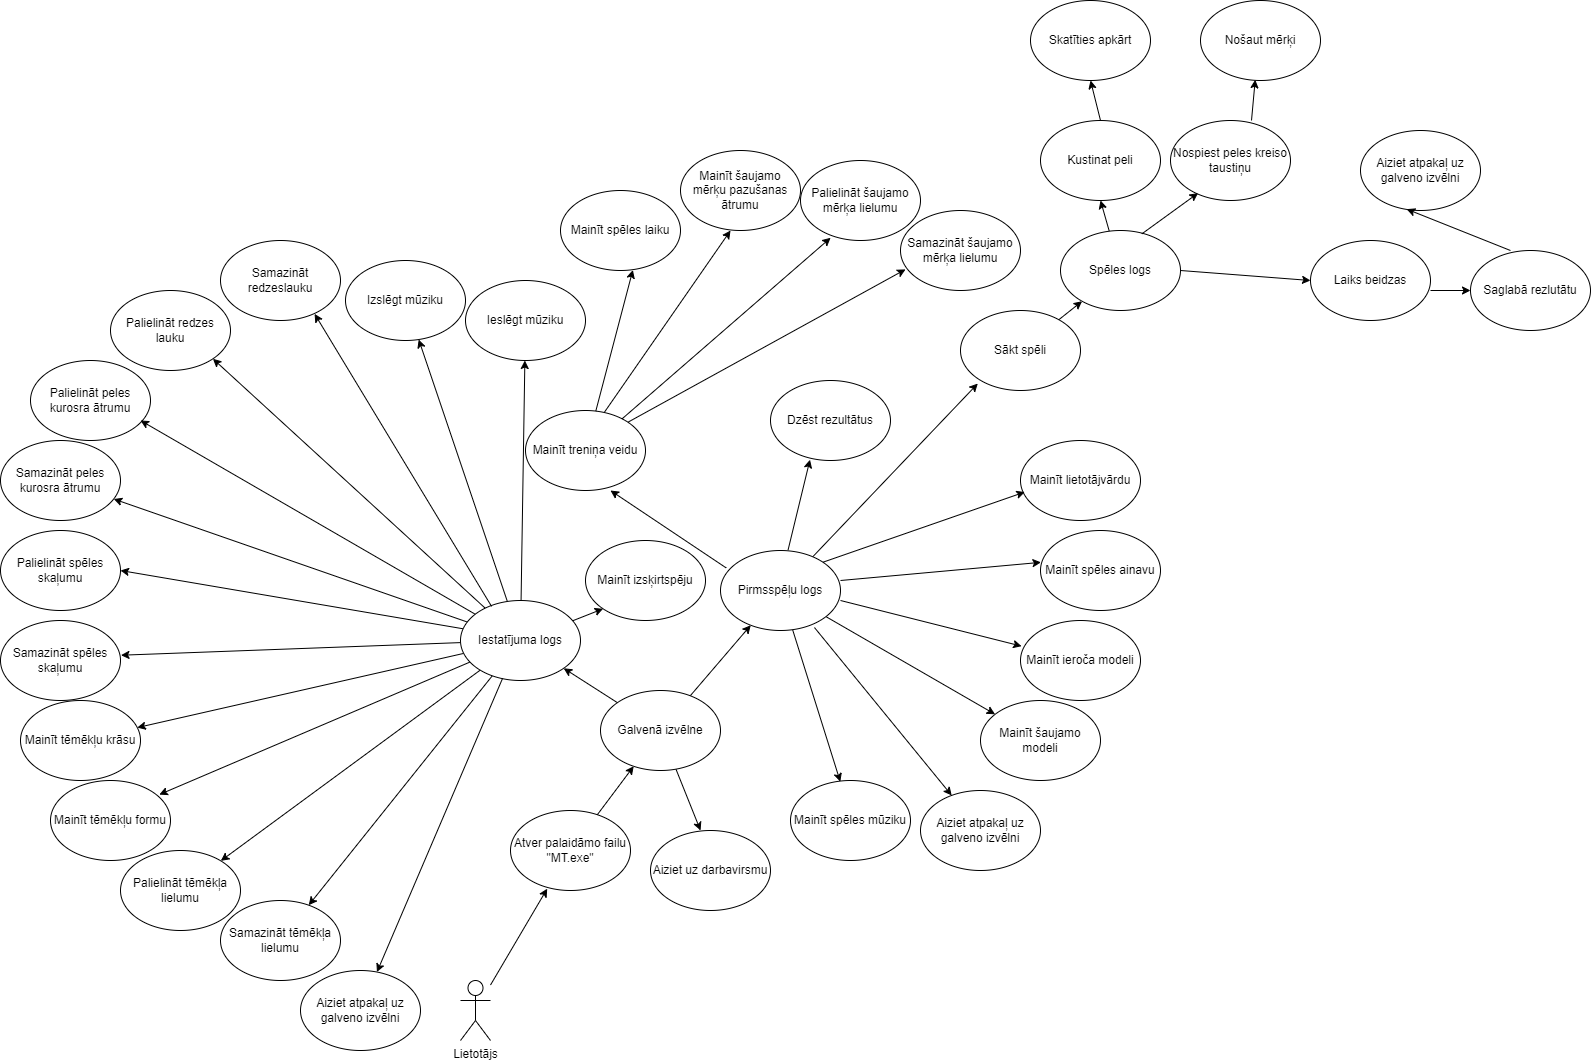 Skatīties apkārt
Nošaut mērķi
Kustinat peli
Nospiest peles kreiso
taustiņu
Aiziet atpakaļ uz
galveno izvēlni
Mainīt šaujamo
mērķu pazušanas
ātrumu
Palielināt šaujamo
mērķa lielumu
Mainīt spēles laiku
Samazināt šaujamo
mērķa lielumu
Spēles logs
Laiks beidzas
Saglabā rezlutātu
Samazināt
redzeslauku
Izslēgt mūziku
Ieslēgt mūziku
Palielināt redzes
lauku
Sākt spēli
Palielināt peles
kurosra ātrumu
Dzēst rezultātus
Mainīt treniņa veidu
Samazināt peles
kurosra ātrumu
Mainīt lietotājvārdu
Palielināt spēles
skaļumu
Mainīt izsķirtspēju
Pirmsspēļu logs
Mainīt spēles ainavu
Iestatījuma logs
Samazināt spēles
skaļumu
Mainīt ieroča modeli
Mainīt tēmēkļu krāsu
Galvenā izvēlne
Mainīt šaujamo
modeli
Mainīt tēmēkļu formu
Atver palaidāmo failu
"MT.exe"
Aiziet uz darbavirsmu
Mainīt spēles mūziku
Aiziet atpakaļ uz
galveno izvēlni
Palielināt tēmēkļa
lielumu
Samazināt tēmēkļa
lielumu
Aiziet atpakaļ uz
galveno izvēlni
Lietotājs